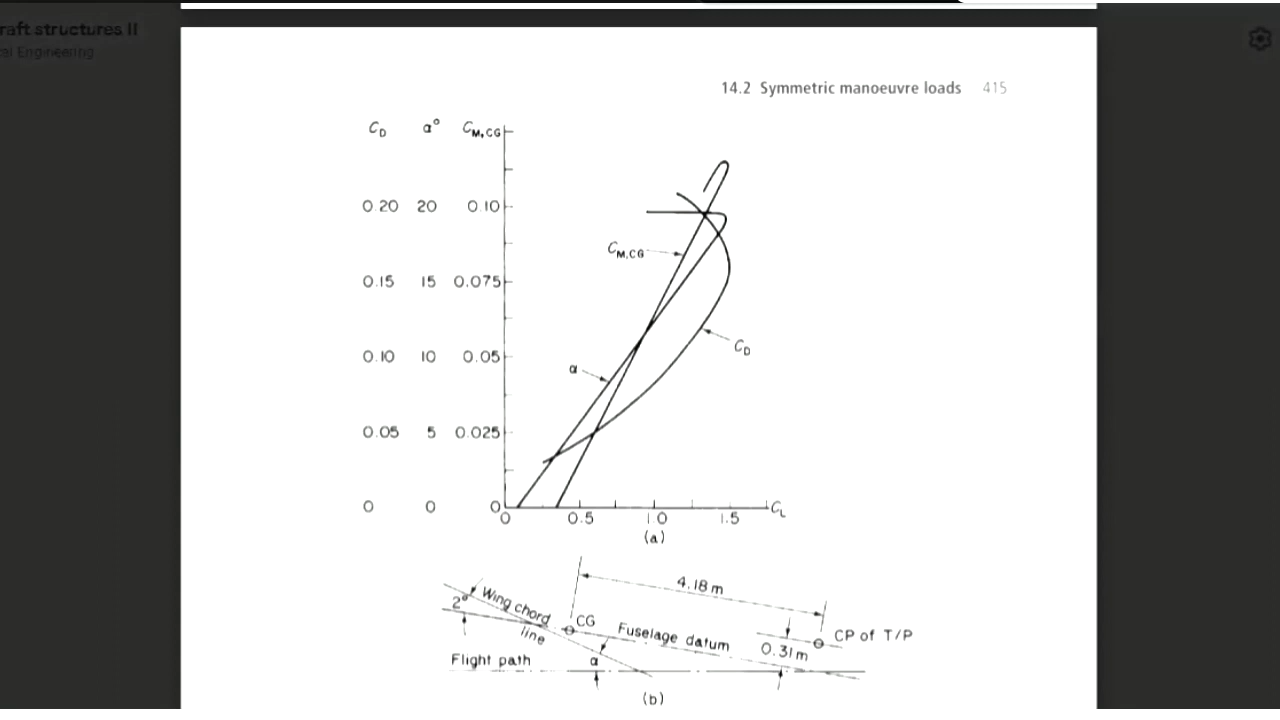 raft structures II
cal Engineering
14.2 Symmetric manoeuvre loads 415
C_D α° C_M,CG
0.20 20 0.10
C_M,CG
0.15 15 0.075
C_D
0.10 10 0.05
α
0.05 5 0.025
0 0 0
0 0.5 1.0 1.5 C_L
(a)
4.18 m
2° Wing chord line
CG
Fuselage datum
CP of T/P
0.31m
Flight path
α
(b)